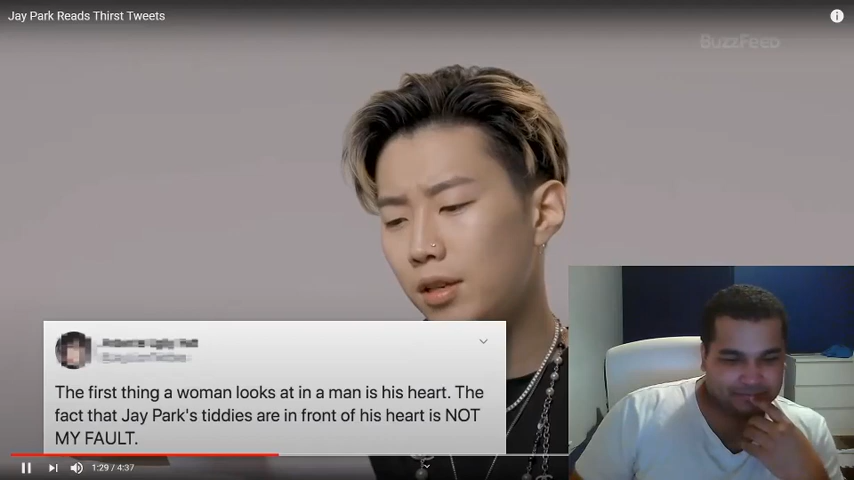 Jay Park Reads Thirst Tweets
BuzzFeed
The first thing a woman looks at in a man is his heart. The
fact that Jay Park's tiddies are in front of his heart is NOT
MY FAULT.
1:29 / 4:37